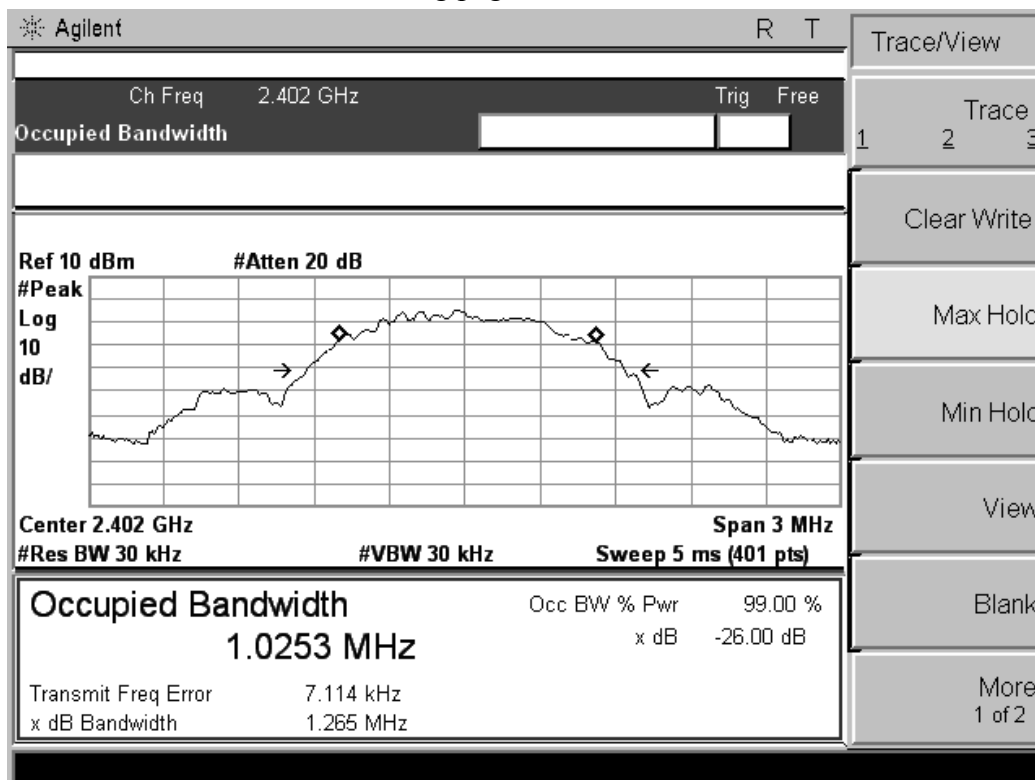 Agilent R T
Trace/View
Ch Freq 2.402 GHz Trig Free
Occupied Bandwidth
Trace
1 2 3
Clear Write
Max Hold
Min Hold
View
Blank
More
1 of 2
Ref 10 dBm #Atten 20 dB
#Peak
Log
10
dB/
Center 2.402 GHz Span 3 MHz
#Res BW 30 kHz #VBW 30 kHz Sweep 5 ms (401 pts)
Occupied Bandwidth Occ BW % Pwr 99.00 %
1.0253 MHz x dB -26.00 dB
Transmit Freq Error 7.114 kHz
x dB Bandwidth 1.265 MHz